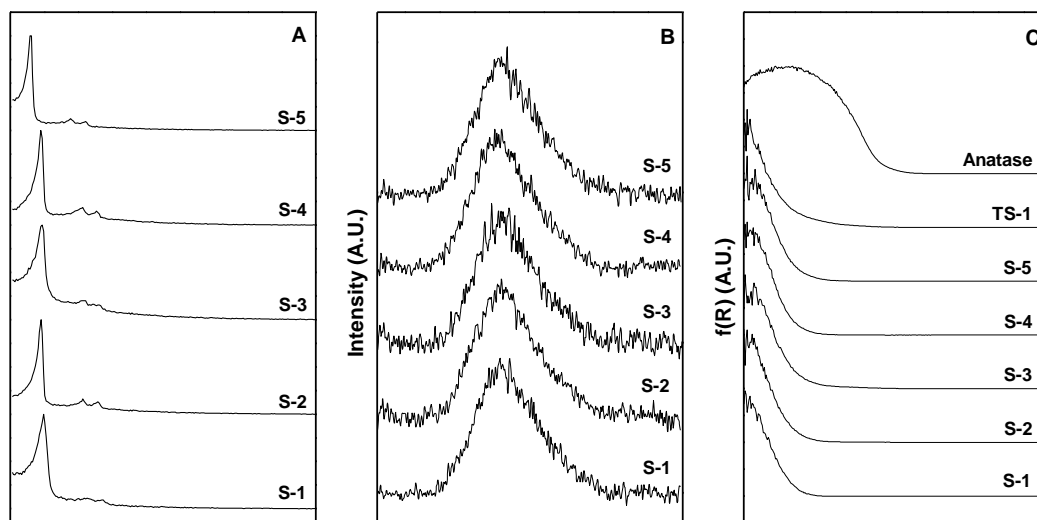 A
S-5
S-4
S-3
S-2
S-1
Intensity (A.U.)
B
S-5
S-4
S-3
S-2
S-1
f(R) (A.U.)
C
Anatase
TS-1
S-5
S-4
S-3
S-2
S-1